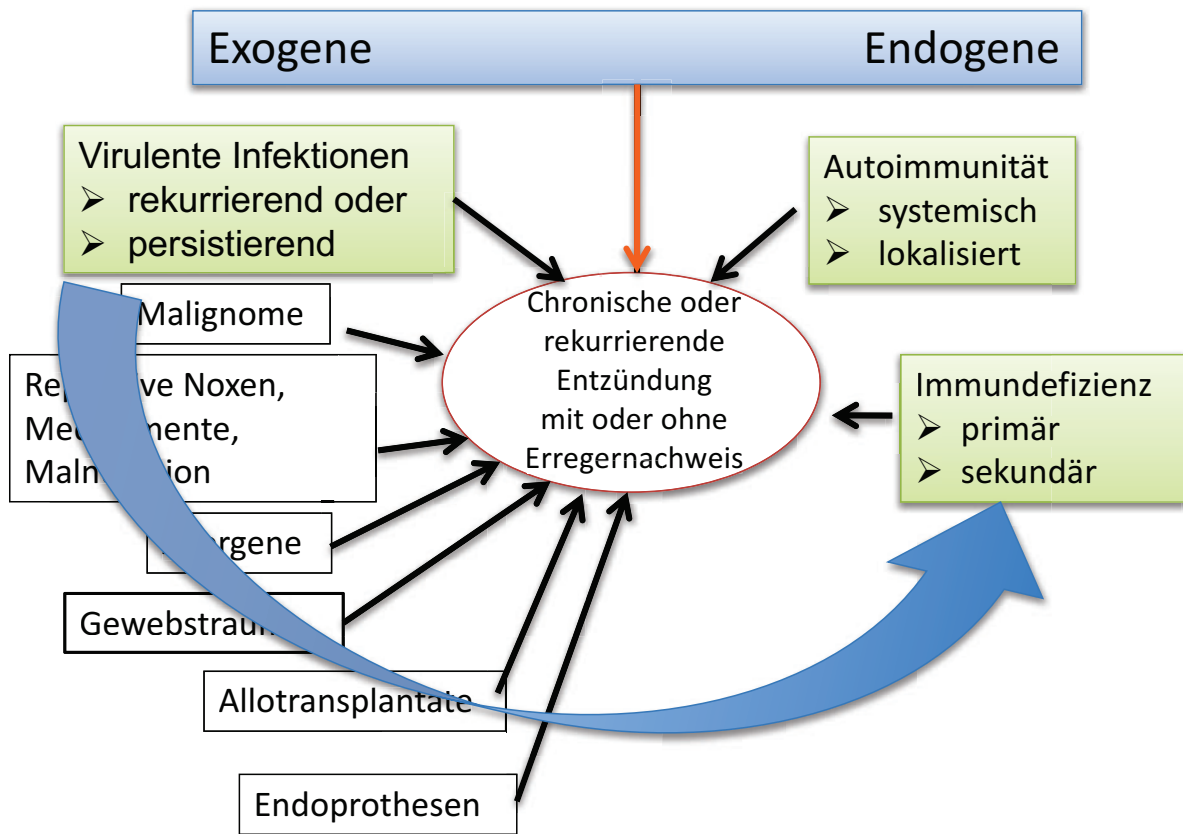 Exogene Endogene
Virulente Infektionen
➢ rekurrierend oder
➢ persistierend
Autoimmunität
➢ systemisch
➢ lokalisiert
Malignome
Chronische oder
rekurrierende
Entzündung
mit oder ohne
Erregernachweis
Noxen,
Immundefizienz
➢ primär
➢ sekundär
Allotransplantate
Endoprothesen